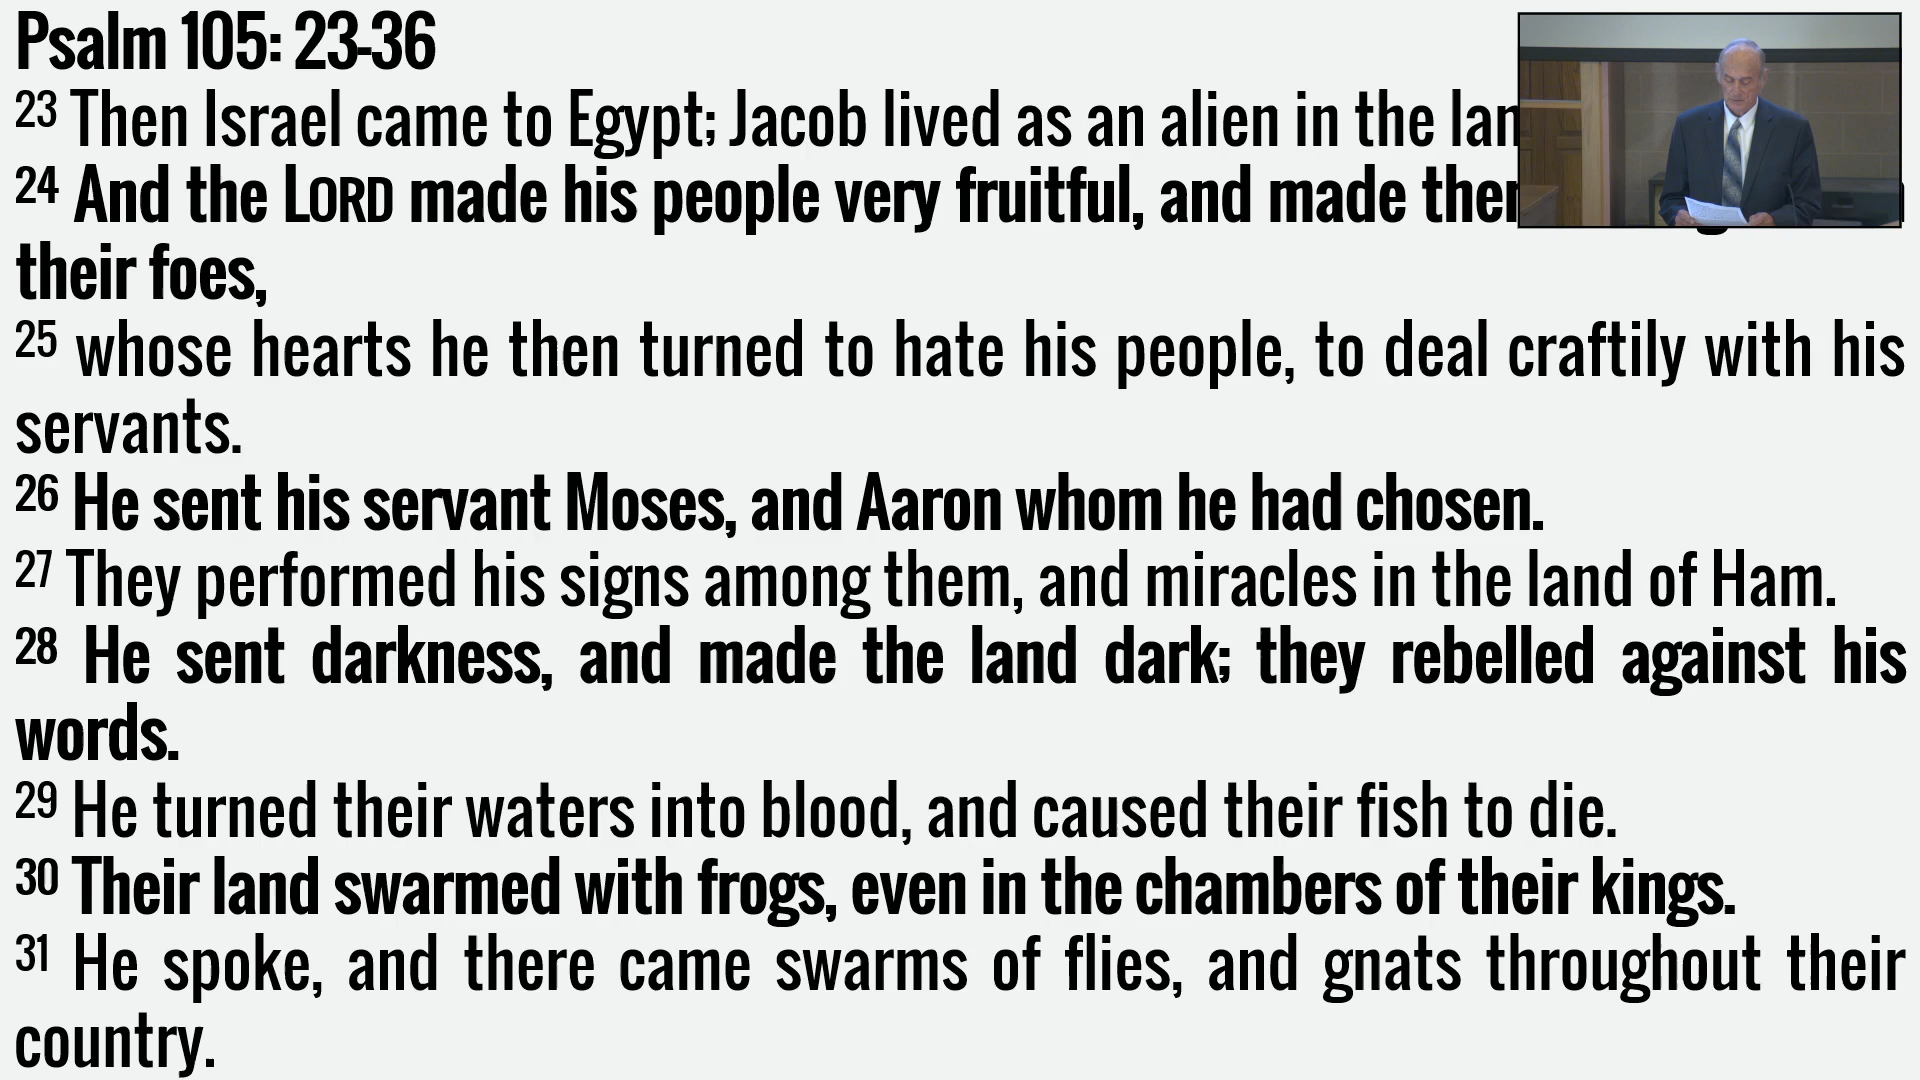 Psalm 105: 23-36
23 Then Israel came to Egypt; Jacob lived as an alien in the
24 And the LORD made his people very fruitful, and made
their foes,
25 whose hearts he then turned to hate his people, to deal craftily with his
servants.
26 He sent his servant Moses, and Aaron whom he had chosen.
27 They performed his signs among them, and miracles in the land of Ham.
28 He sent darkness, and made the land dark; they rebelled against his
words.
29 He turned their waters into blood, and caused their fish to die.
30 Their land swarmed with frogs, even in the chambers of their kings.
31 He spoke, and there came swarms of flies, and gnats throughout their
country.